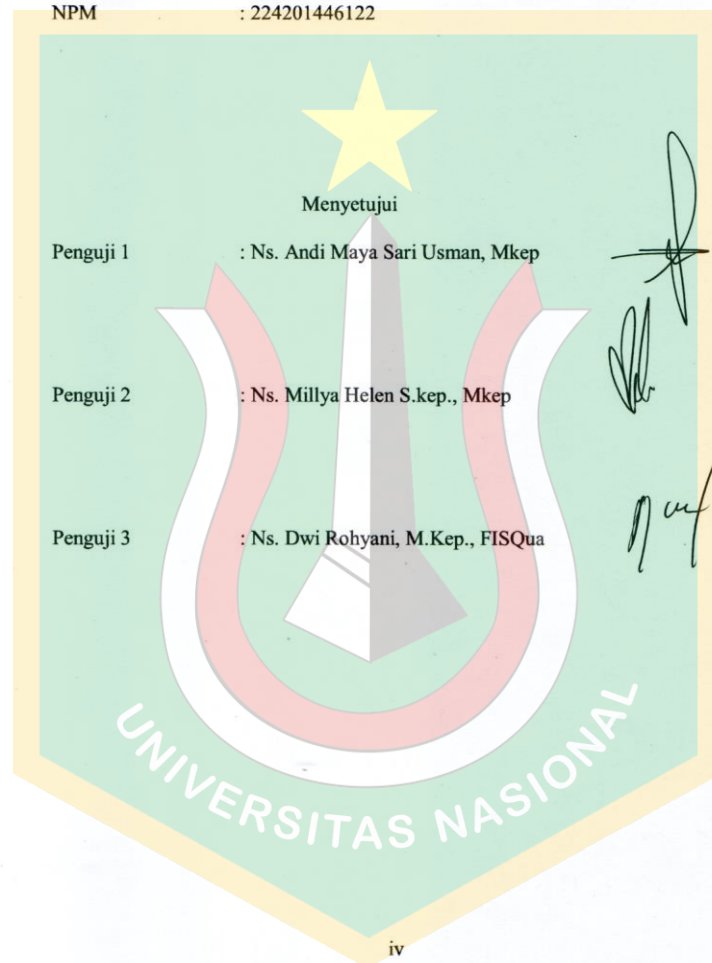 NPM : 224201446122
Menyetujui
Penguji 1 : Ns. Andi Maya Sari Usman, Mkep
Penguji 2 : Ns. Millya Helen S.kep., Mkep
Penguji 3 : Ns. Dwi Rohyani, M.Kep., FISQua
UNIVERSITAS NASIONAL
iv